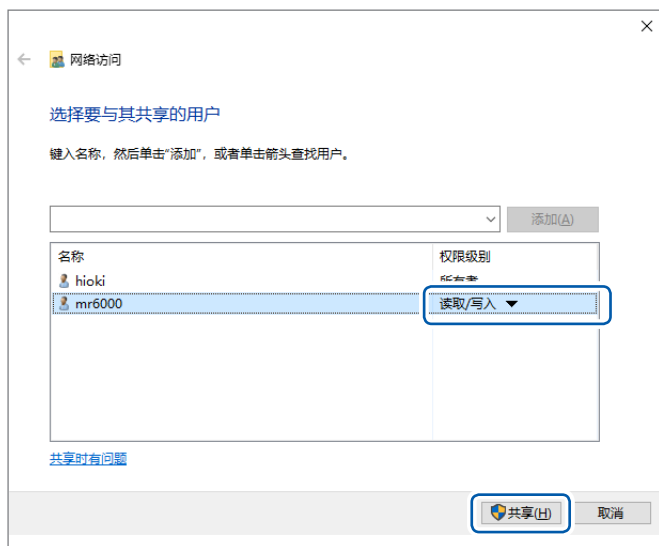 网络访问
选择要与其共享的用户
键入名称，然后单击“添加”，或者单击箭头查找用户。
添加(A)
名称 权限级别
hioki 所有者
mr6000 读取/写入
共享时有问题
共享(H) 取消